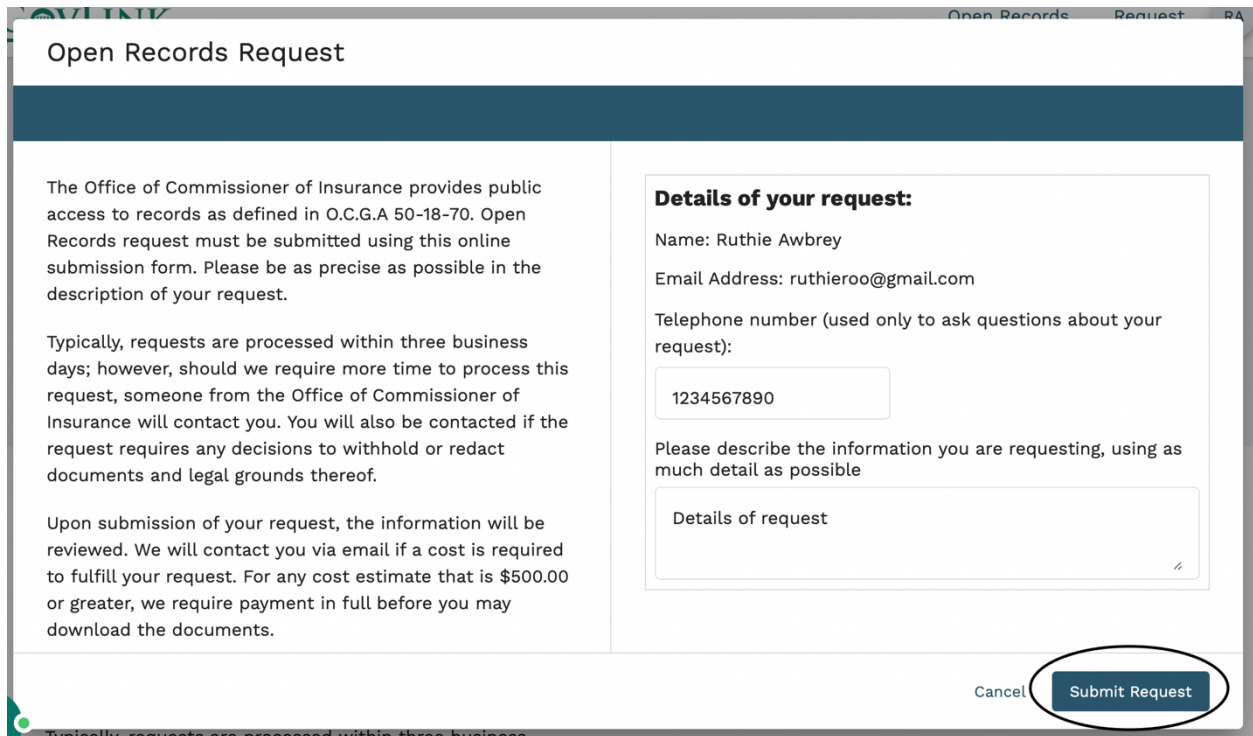 GOVLINK
Open Records Request RA
Open Records Request
The Office of Commissioner of Insurance provides public
access to records as defined in O.C.G.A 50-18-70. Open
Records request must be submitted using this online
submission form. Please be as precise as possible in the
description of your request.
Typically, requests are processed within three business
days; however, should we require more time to process this
request, someone from the Office of Commissioner of
Insurance will contact you. You will also be contacted if the
request requires any decisions to withhold or redact
documents and legal grounds thereof.
Upon submission of your request, the information will be
reviewed. We will contact you via email if a cost is required
to fulfill your request. For any cost estimate that is $500.00
or greater, we require payment in full before you may
download the documents.
Details of your request:
Name: Ruthie Awbrey
Email Address: ruthieroo@gmail.com
Telephone number (used only to ask questions about your
request):
1234567890
Please describe the information you are requesting, using as
much detail as possible
Details of request
Cancel
Submit Request
Typically, requests are processed within three business